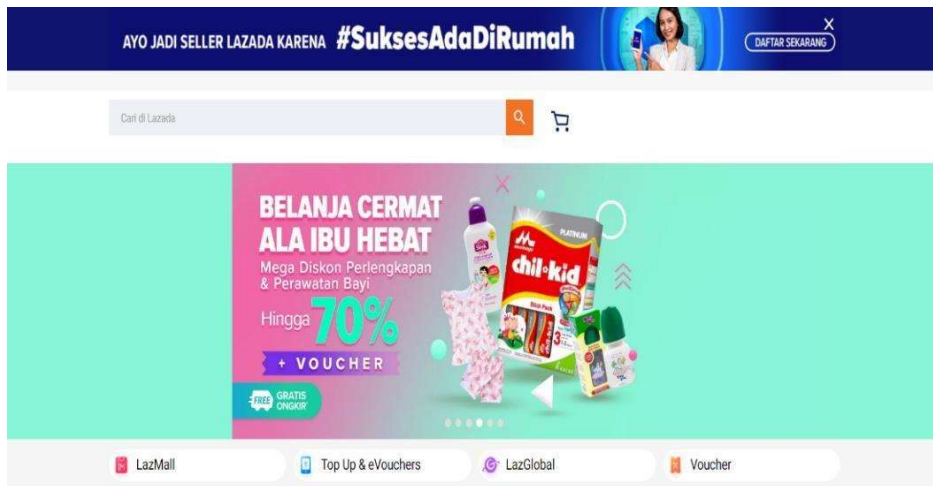 AYO JADI SELLER LAZADA KARENA #SuksesAdaDiRumah
X
DAFTAR SEKARANG
Cari di Lazada
BELANJA CERMAT
ALA IBU HEBAT
Mega Diskon Perlengkapan
& Perawatan Bayi
Hingga 70%
+ VOUCHER
FREE GRATIS
ONGKIR
PLATINUM
chil·kid
3
LazMall
Top Up & eVouchers
LazGlobal
Voucher